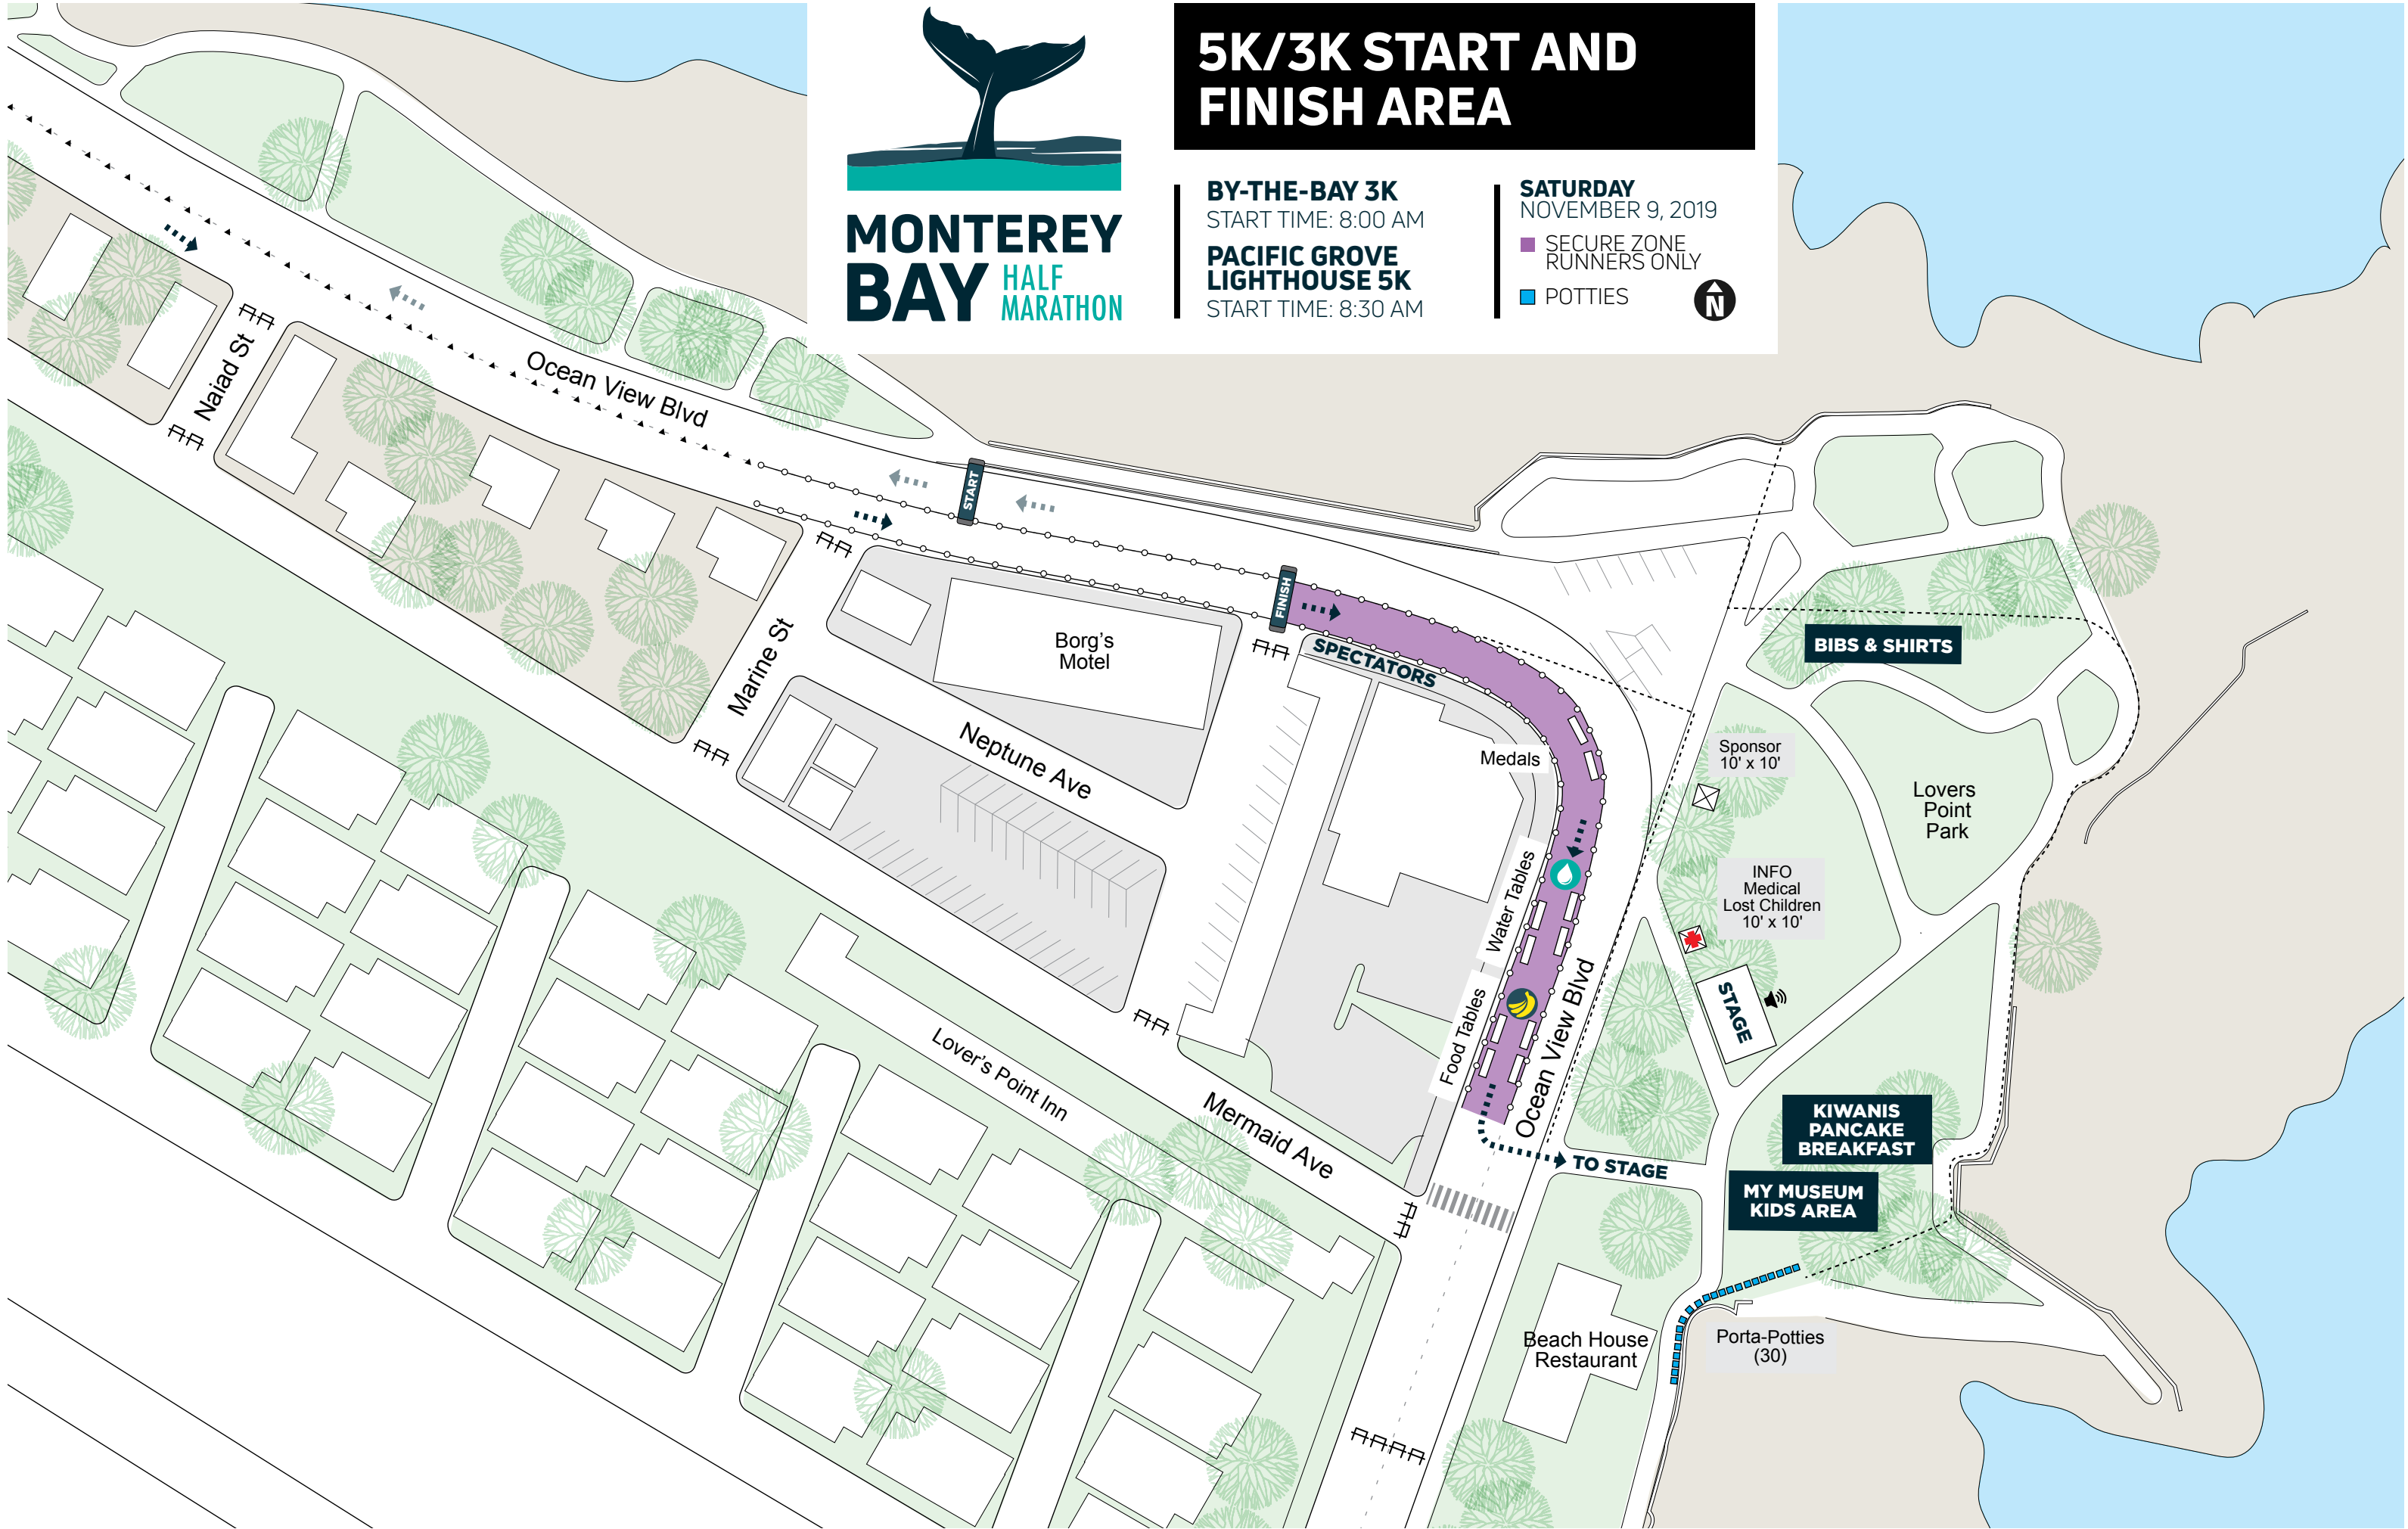 5K/3K START AND
FINISH AREA
MONTEREY
BAY HALF
MARATHON
BY-THE-BAY 3K
START TIME: 8:00 AM
PACIFIC GROVE
LIGHTHOUSE 5K
START TIME: 8:30 AM
SATURDAY
NOVEMBER 9, 2019
SECURE ZONE
RUNNERS ONLY
POTTIES
N
Naiad St
Ocean View Blvd
START
FINISH
SPECTATORS
Borg's
Motel
Marine St
Neptune Ave
BIBS & SHIRTS
Medals
Sponsor
10' x 10'
Lovers
Point
Park
INFO
Medical
Lost Children
10' x 10'
Water Tables
STAGE
Food Tables
Ocean View Blvd
Lover's Point Inn
Mermaid Ave
TO STAGE
KIWANIS
PANCAKE
BREAKFAST
MY MUSEUM
KIDS AREA
Beach House
Restaurant
Porta-Potties
(30)